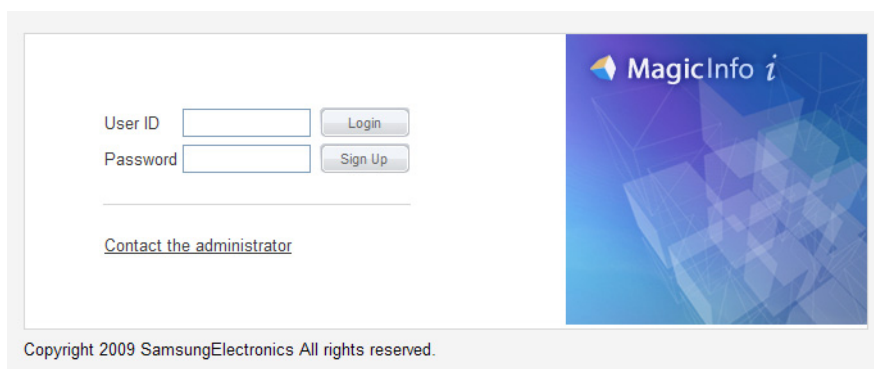 MagicInfo i
User ID
Login
Password
Sign Up
Contact the administrator
Copyright 2009 SamsungElectronics All rights reserved.